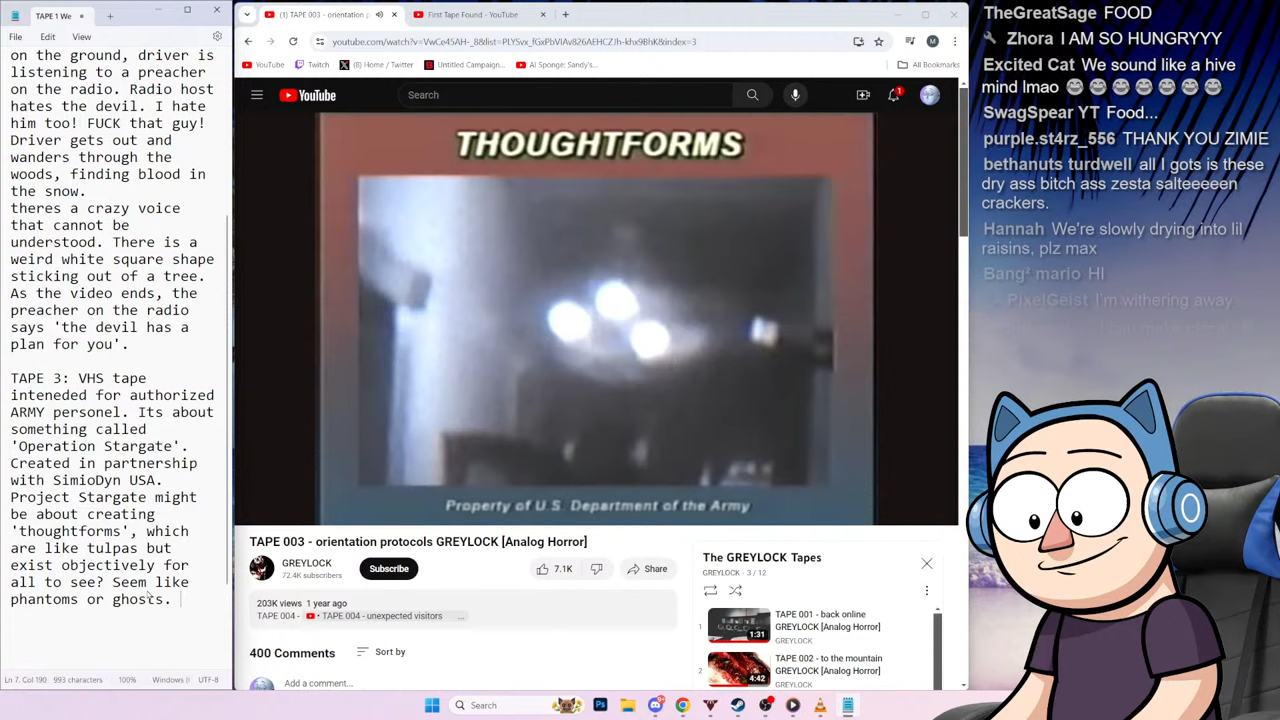 TAPE 1 We
File
Edit
View
on the ground, driver is
listening to a preacher
on the radio. Radio host
hates the devil. I hate
him too! FUCK that guy!
Driver gets out and
wanders through the
woods, finding blood in
the snow.
theres a crazy voice
that cannot be
understood. There is a
weird white square shape
sticking out of a tree.
As the video ends, the
preacher on the radio
says 'the devil has a
plan for you'.
TAPE 3: VHS tape
inteneded for authorized
ARMY personel. Its about
something called
'Operation Stargate'.
Created in partnership
with SimioDyn USA.
Project Stargate might
be about creating
'thoughtforms', which
are like tulpas but
exist objectively for
all to see? Seem like
phantoms or ghosts.
Ln 7, Col 190
993 characters
100%
Windows (
UTF-8
(1) TAPE 003 - orientation p
First Tape Found - YouTube
youtube.com/watch?v=VwCe45AH-_8&list=PLYSvx_fGxPbVIAv826AEHCZJh-khx9BhK&index=3
YouTube
Twitch
(8) Home / Twitter
Untitled Campaign...
AI Sponge: Sandy's...
All Bookmarks
YouTube
Search
1
THOUGHTFORMS
Property of U.S. Department of the Army
TAPE 003 - orientation protocols GREYLOCK [Analog Horror]
GREYLOCK
72.4K subscribers
Subscribe
7.1K
Share
203K views 1 year ago
TAPE 004 - TAPE 004 - unexpected visitors ...
400 Comments
Sort by
Add a comment...
The GREYLOCK Tapes
GREYLOCK - 3 / 12
1
TAPE 001 - back online
GREYLOCK [Analog Horror]
GREYLOCK
1:31
2
TAPE 002 - to the mountain
GREYLOCK [Analog Horror]
GREYLOCK
4:42
TheGreatSage FOOD
Zhora I AM SO HUNGRYYY
Excited Cat We sound like a hive
mind lmao
SwagSpear YT Food...
purple.st4rz_556 THANK YOU ZIMIE
bethanuts turdwell all I gots is these
dry ass bitch ass zesta salteeeeen
crackers.
Hannah We're slowly drying into lil
raisins, plz max
Bang² mario HI
PixelGeist I'm withering away
Search
Ps